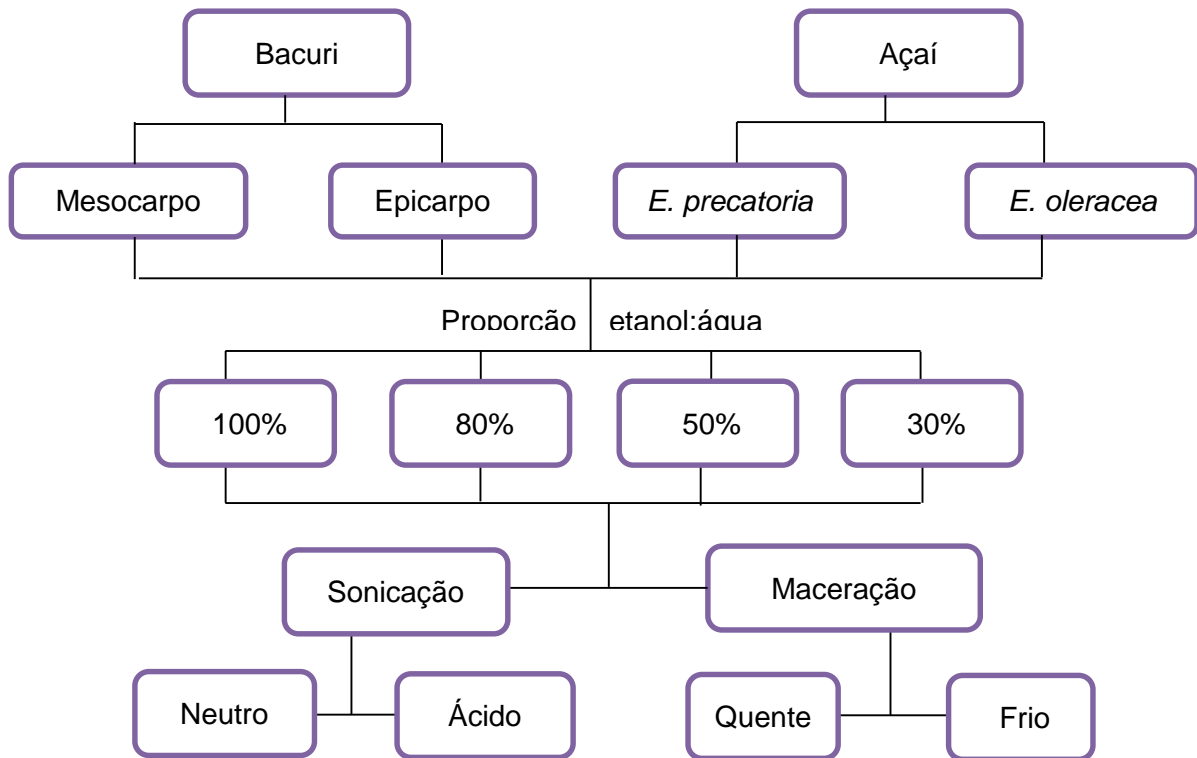 Bacuri Açaí
Mesocarpo Epicarpo E. precatoria E. oleracea
Proporção etanol:água
100% 80% 50% 30%
Sonicação Maceração
Neutro Ácido Quente Frio